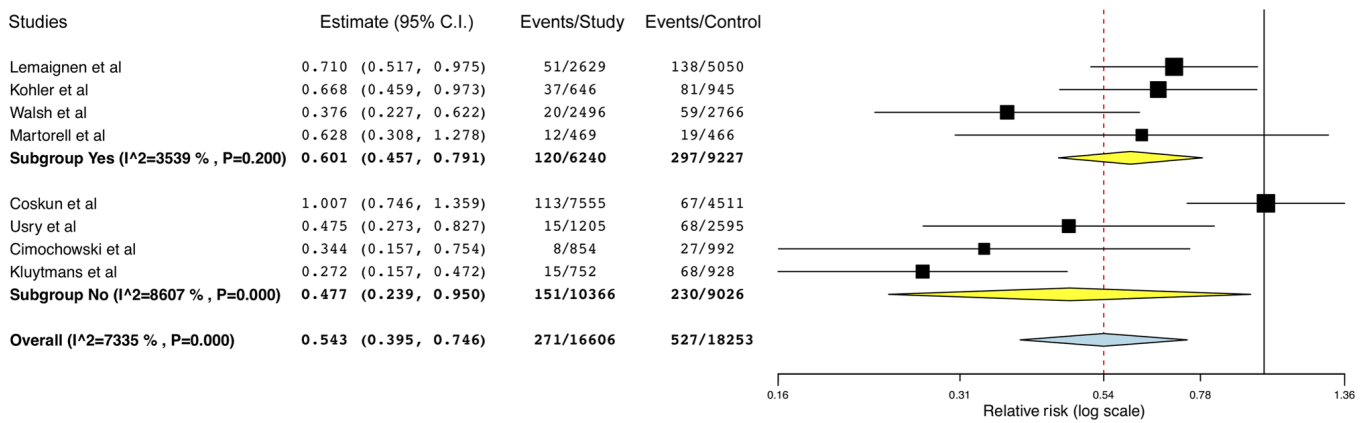 Studies Estimate (95% C.I.) Events/Study Events/Control
Lemaignen et al 0.710 (0.517, 0.975) 51/2629 138/5050
Kohler et al 0.668 (0.459, 0.973) 37/646 81/945
Walsh et al 0.376 (0.227, 0.622) 20/2496 59/2766
Martorell et al 0.628 (0.308, 1.278) 12/469 19/466
Subgroup Yes (I^2=3539 % , P=0.200) 0.601 (0.457, 0.791) 120/6240 297/9227
Coskun et al 1.007 (0.746, 1.359) 113/7555 67/4511
Usry et al 0.475 (0.273, 0.827) 15/1205 68/2595
Cimochowski et al 0.344 (0.157, 0.754) 8/854 27/992
Kluytmans et al 0.272 (0.157, 0.472) 15/752 68/928
Subgroup No (I^2=8607 % , P=0.000) 0.477 (0.239, 0.950) 151/10366 230/9026
Overall (I^2=7335 % , P=0.000) 0.543 (0.395, 0.746) 271/16606 527/18253
0.16 0.31 0.54 0.78 1.36
Relative risk (log scale)